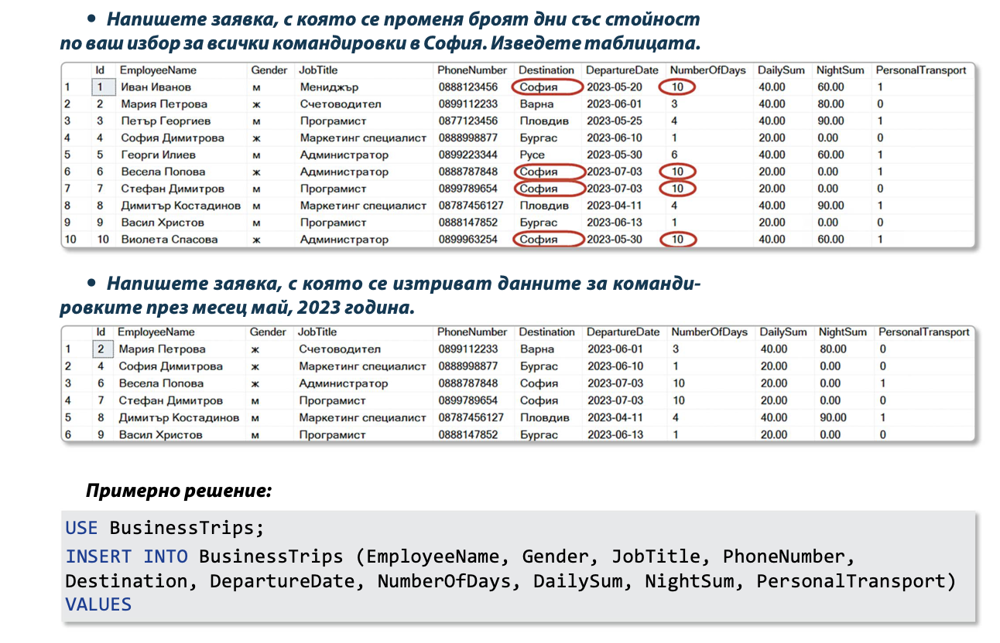 • Напишете заявка, с която се променя броят дни със стойност
по ваш избор за всички командировки в София. Изведете таблицата.
Id EmployeeName Gender JobTitle PhoneNumber Destination DepartureDate NumberOfDays DailySum NightSum PersonalTransport
1 1 Иван Иванов м Мениджър 0888123456 София 2023-05-20 10 40.00 60.00 1
2 2 Мария Петрова ж Счетоводител 0899112233 Варна 2023-06-01 3 40.00 80.00 0
3 3 Петър Георгиев м Програмист 0877123456 Пловдив 2023-05-25 4 40.00 90.00 1
4 4 София Димитрова ж Маркетинг специалист 0888998877 Бургас 2023-06-10 1 20.00 0.00 0
5 5 Георги Илиев м Администратор 0899223344 Русе 2023-05-30 6 40.00 60.00 1
6 6 Весела Попова ж Администратор 0888787848 София 2023-07-03 10 20.00 0.00 1
7 7 Стефан Димитров м Програмист 0899789654 София 2023-07-03 10 20.00 0.00 0
8 8 Димитър Костадинов м Маркетинг специалист 08787456127 Пловдив 2023-04-11 4 40.00 90.00 1
9 9 Васил Христов м Програмист 0888147852 Бургас 2023-06-13 1 20.00 0.00 0
10 10 Виолета Спасова ж Администратор 0899963254 София 2023-05-30 10 40.00 60.00 1
• Напишете заявка, с която се изтриват данните за команди-
ровките през месец май, 2023 година.
Id EmployeeName Gender JobTitle PhoneNumber Destination DepartureDate NumberOfDays DailySum NightSum PersonalTransport
1 2 Мария Петрова ж Счетоводител 0899112233 Варна 2023-06-01 3 40.00 80.00 0
2 4 София Димитрова ж Маркетинг специалист 0888998877 Бургас 2023-06-10 1 20.00 0.00 0
3 6 Весела Попова ж Администратор 0888787848 София 2023-07-03 10 20.00 0.00 1
4 7 Стефан Димитров м Програмист 0899789654 София 2023-07-03 10 20.00 0.00 0
5 8 Димитър Костадинов м Маркетинг специалист 08787456127 Пловдив 2023-04-11 4 40.00 90.00 1
6 9 Васил Христов м Програмист 0888147852 Бургас 2023-06-13 1 20.00 0.00 0
Примерно решение:
USE BusinessTrips;
INSERT INTO BusinessTrips (EmployeeName, Gender, JobTitle, PhoneNumber,
Destination, DepartureDate, NumberOfDays, DailySum, NightSum, PersonalTransport)
VALUES